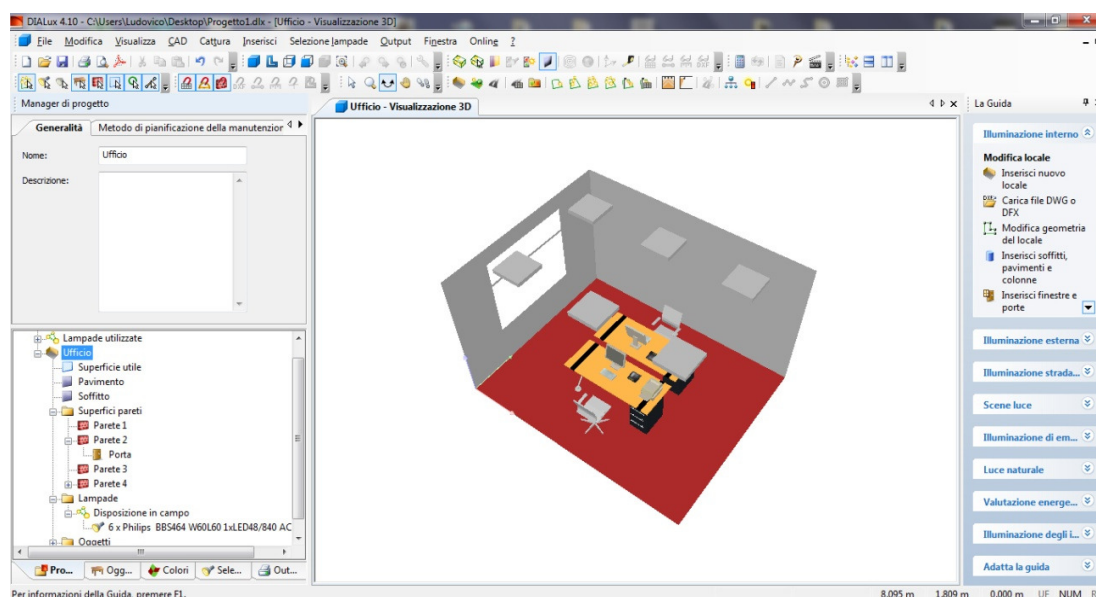 DIALux 4.10 - C:\Users\Ludovico\Desktop\Progetto1.dlx - [Ufficio - Visualizzazione 3D]
File Modifica Visualizza CAD Cattura Inserisci Selezione lampade Output Finestra Online ?
Manager di progetto
Generalità Metodo di pianificazione della manutenzior
Nome: Ufficio
Descrizione:
Lampade utilizzate
Ufficio
Superficie utile
Pavimento
Soffitto
Superfici pareti
Parete 1
Parete 2
Porta
Parete 3
Parete 4
Lampade
Disposizione in campo
6 x Philips BBS464 W60L60 1xLED48/840 AC
Oggetti
Pro... Ogg... Colori Sele... Out...
Ufficio - Visualizzazione 3D
La Guida
Illuminazione interno
Modifica locale
Inserisci nuovo
locale
Carica file DWG o
DFX
Modifica geometria
del locale
Inserisci soffitti,
pavimenti e
colonne
Inserisci finestre e
porte
Illuminazione esterna
Illuminazione strada...
Scene luce
Illuminazione di em...
Luce naturale
Valutazione energe...
Illuminazione degli i...
Adatta la guida
Per informazioni della Guida, premere F1.
8.095 m 1.809 m 0.000 m UF NUM